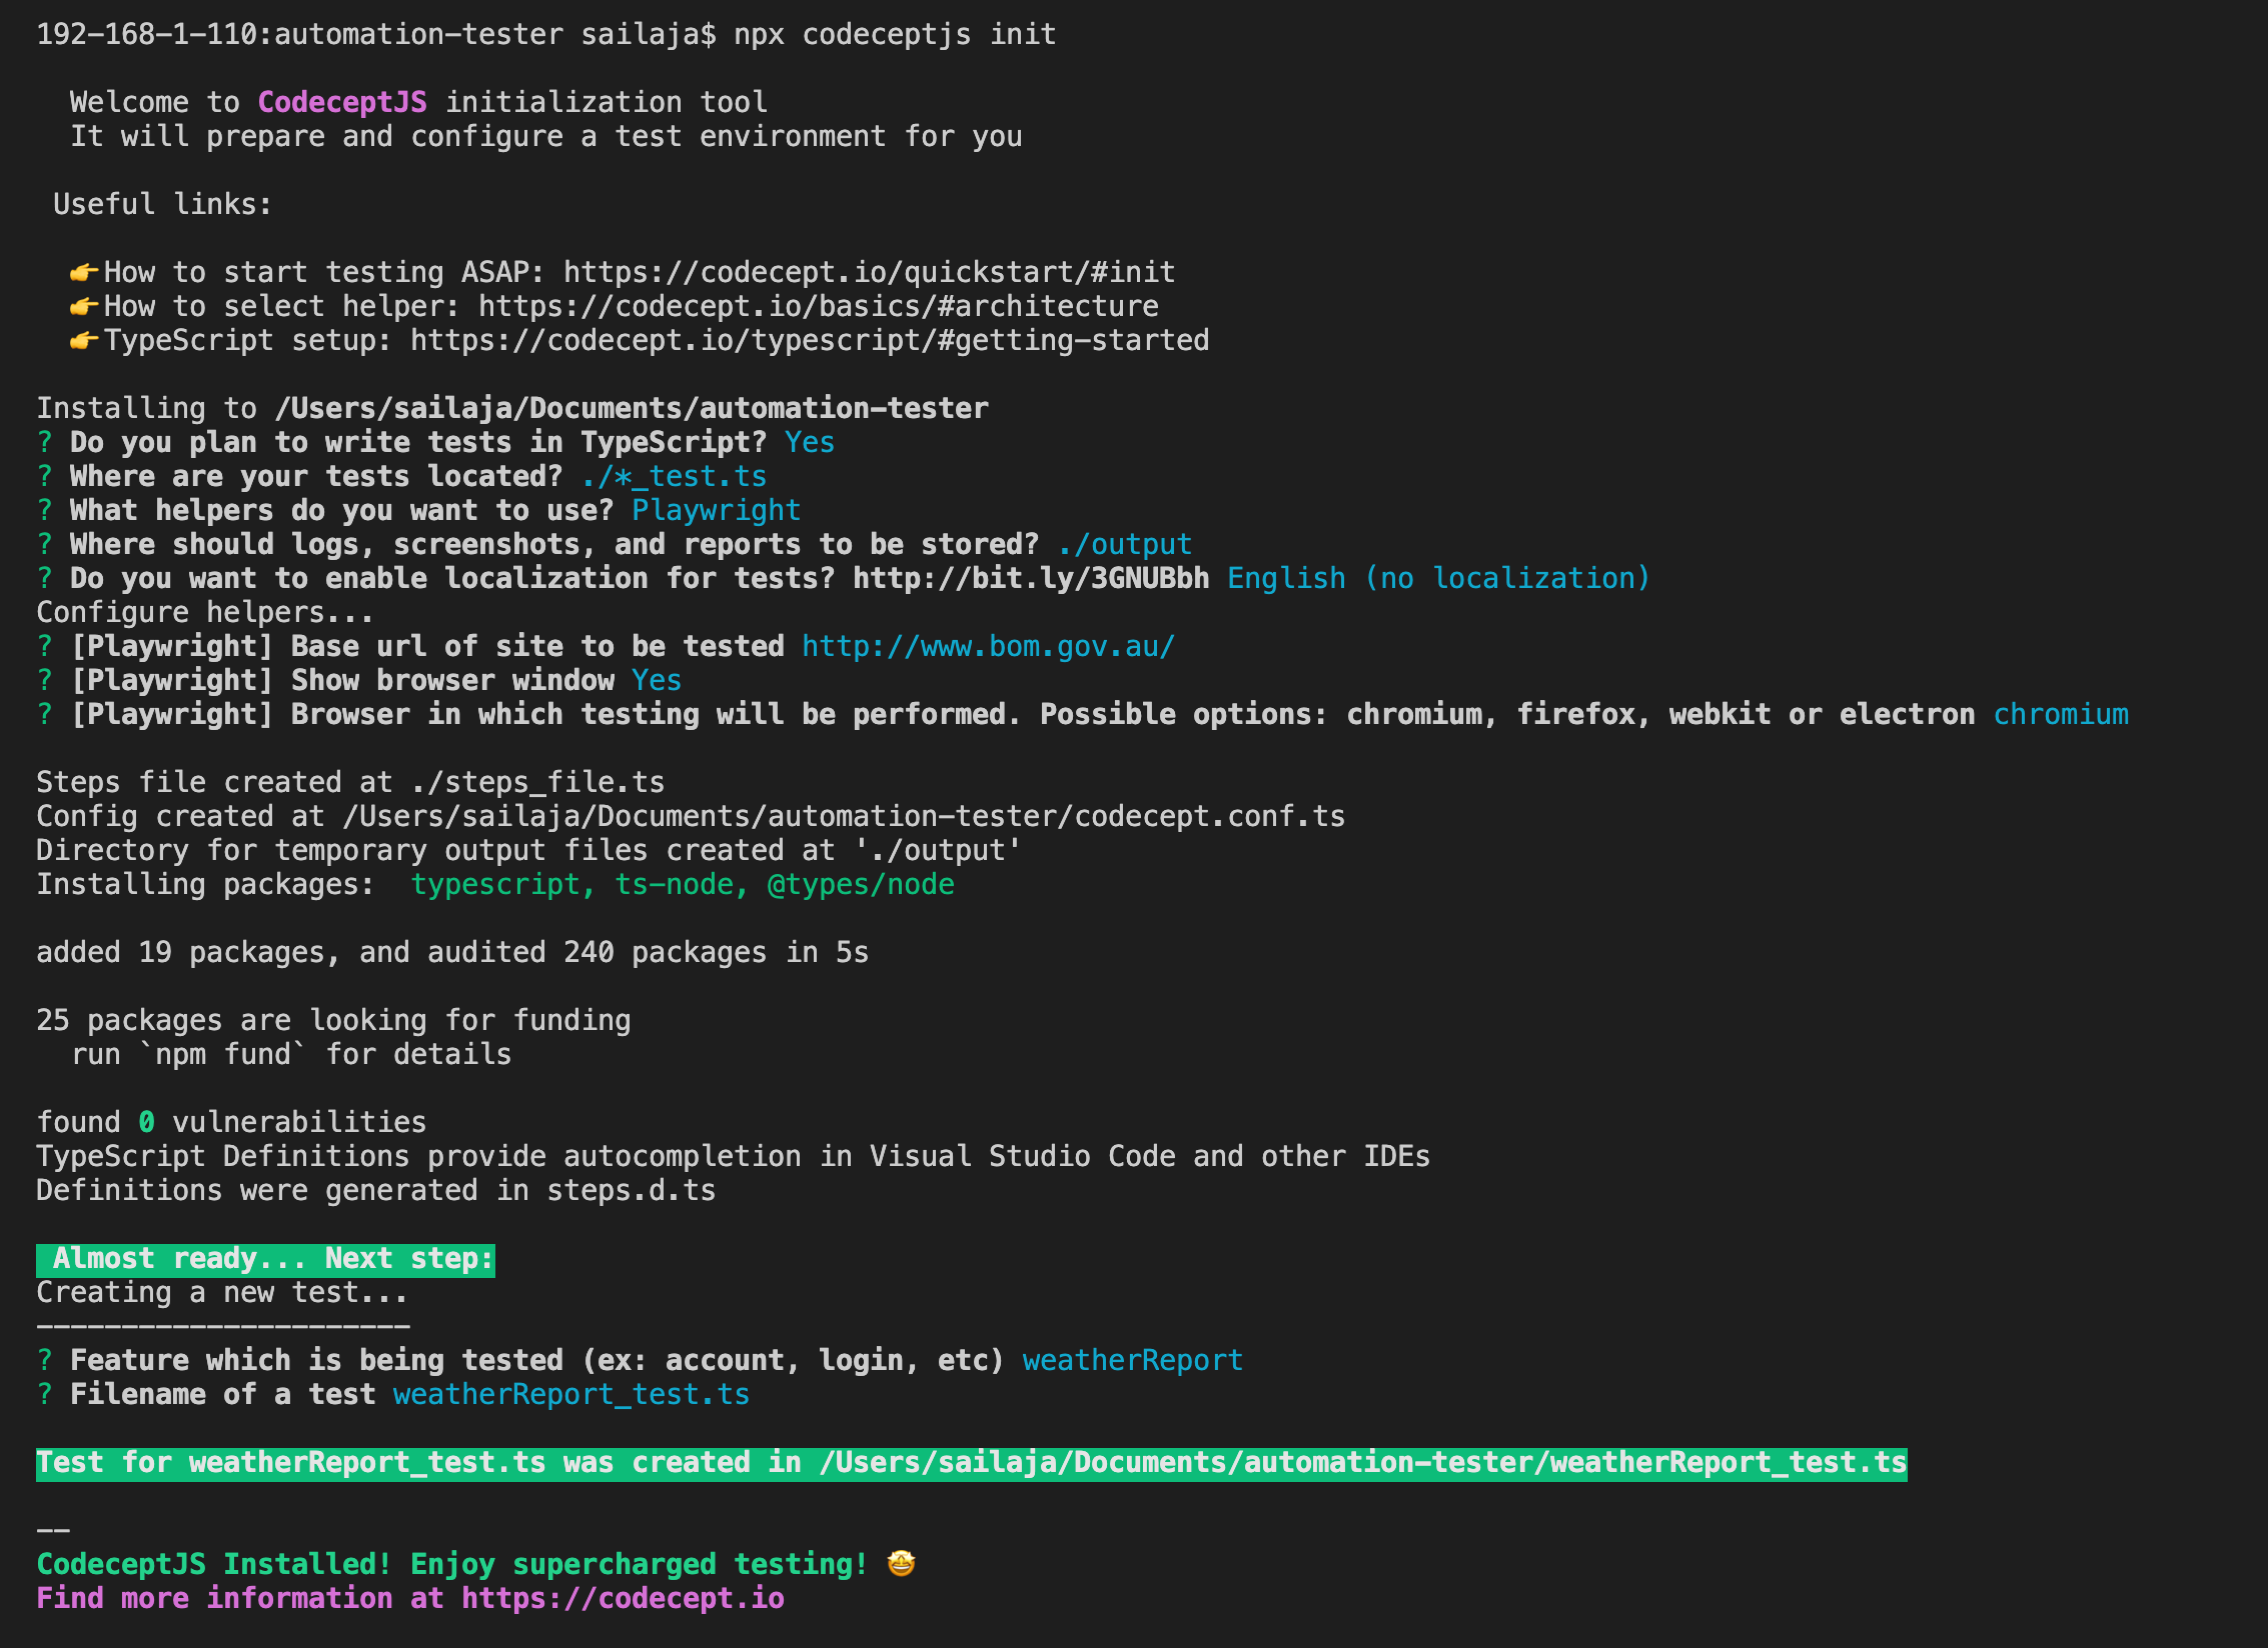 192-168-1-110:automation-tester sailaja$ npx codeceptjs init
Welcome to CodeceptJS initialization tool
It will prepare and configure a test environment for you
Useful links:
👉How to start testing ASAP: https://codecept.io/quickstart/#init
👉How to select helper: https://codecept.io/basics/#architecture
👉TypeScript setup: https://codecept.io/typescript/#getting-started
Installing to /Users/sailaja/Documents/automation-tester
? Do you plan to write tests in TypeScript? Yes
? Where are your tests located? ./*_test.ts
? What helpers do you want to use? Playwright
? Where should logs, screenshots, and reports to be stored? ./output
? Do you want to enable localization for tests? http://bit.ly/3GNUBbh English (no localization)
Configure helpers...
? [Playwright] Base url of site to be tested http://www.bom.gov.au/
? [Playwright] Show browser window Yes
? [Playwright] Browser in which testing will be performed. Possible options: chromium, firefox, webkit or electron chromium
Steps file created at ./steps_file.ts
Config created at /Users/sailaja/Documents/automation-tester/codecept.conf.ts
Directory for temporary output files created at './output'
Installing packages:  typescript, ts-node, @types/node
added 19 packages, and audited 240 packages in 5s
25 packages are looking for funding
run `npm fund` for details
found 0 vulnerabilities
TypeScript Definitions provide autocompletion in Visual Studio Code and other IDEs
Definitions were generated in steps.d.ts
Almost ready... Next step:
Creating a new test...
----------------------
? Feature which is being tested (ex: account, login, etc) weatherReport
? Filename of a test weatherReport_test.ts
Test for weatherReport_test.ts was created in /Users/sailaja/Documents/automation-tester/weatherReport_test.ts
--
CodeceptJS Installed! Enjoy supercharged testing! 🤩
Find more information at https://codecept.io